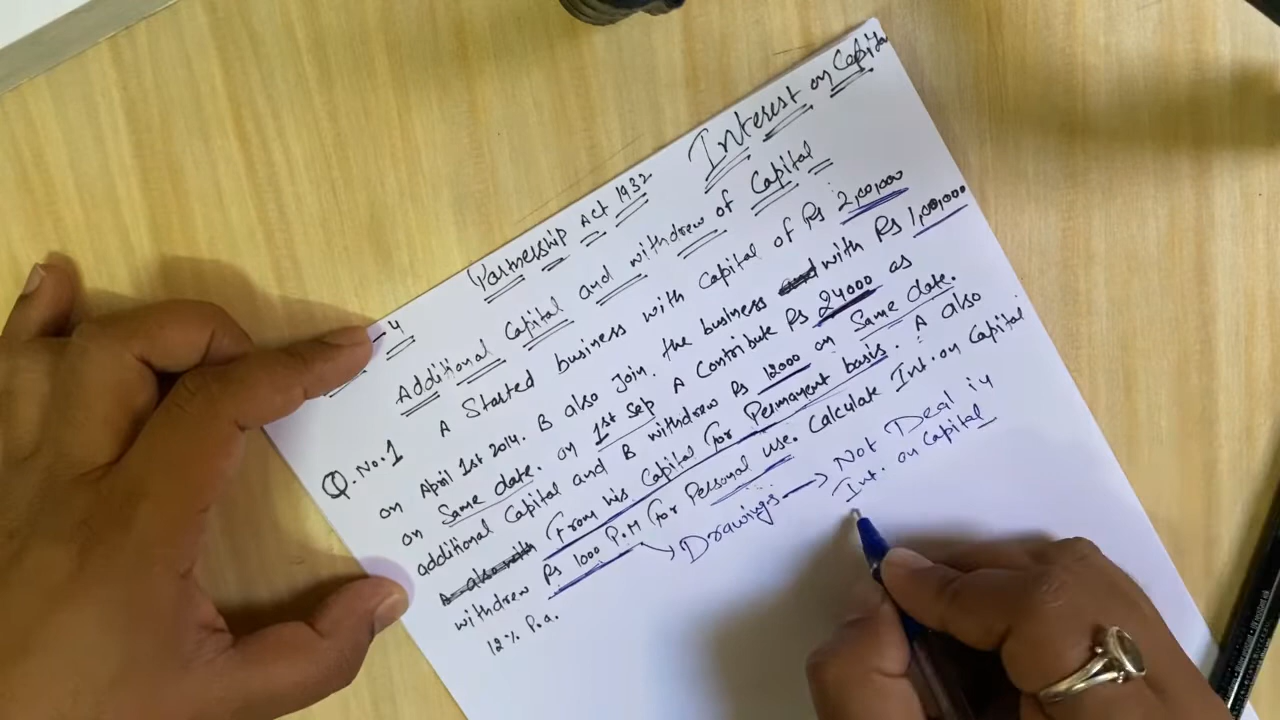 Interest on Capital
Partnership Act 1932
-4
Additional Capital and withdrew of Capital
Q.No.1 A Started business with Capital of Rs 2,00,000
on April 1st 2014. B also Join. the business with Rs 1,00,000
on Same date. on 1st Sep A Contribute Rs 24000 as
additional Capital and B withdrew Rs 12000 on Same date.
From his Capital for Permanent basis. A also
withdrew Rs 1000 P.M for Personal use. Calculate Int. on Capital
12% P.a.
Drawings → Not Deal in
Int. on Capital